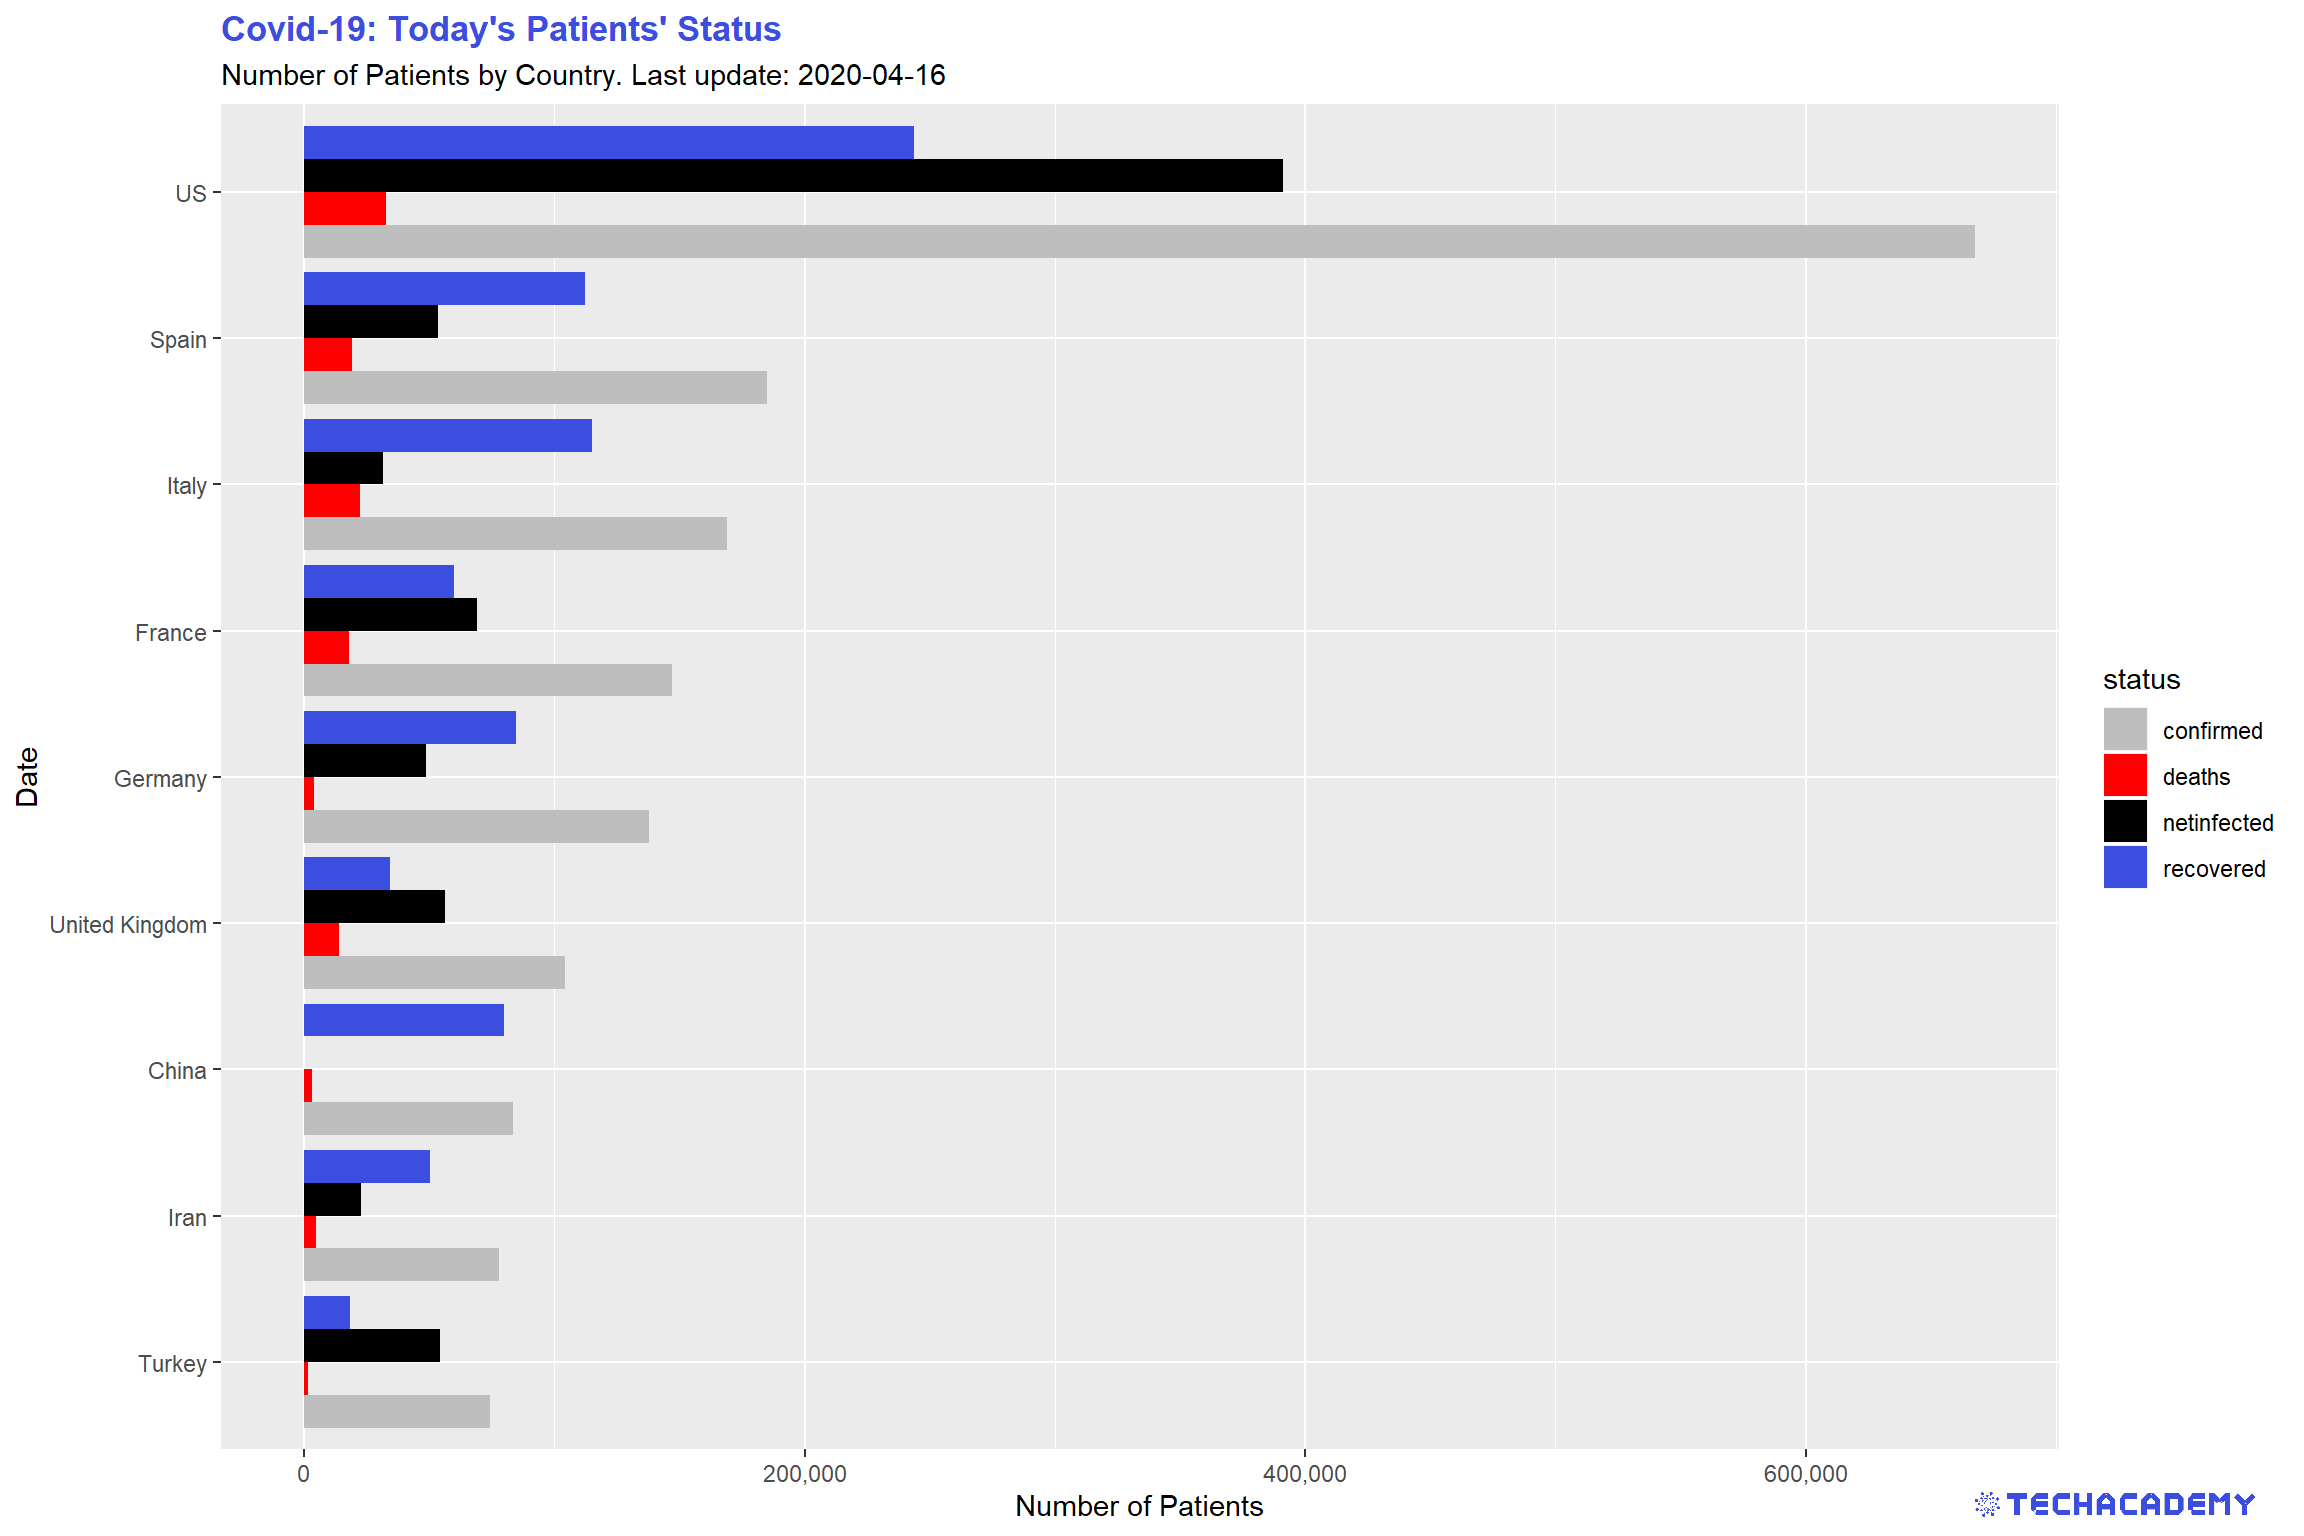 Covid-19: Today's Patients' Status
Number of Patients by Country. Last update: 2020-04-16
US
Spain
Italy
France
Germany
United Kingdom
China
Iran
Turkey
Date
0 200,000 400,000 600,000
Number of Patients
status
confirmed
deaths
netinfected
recovered
TECHACADEMY